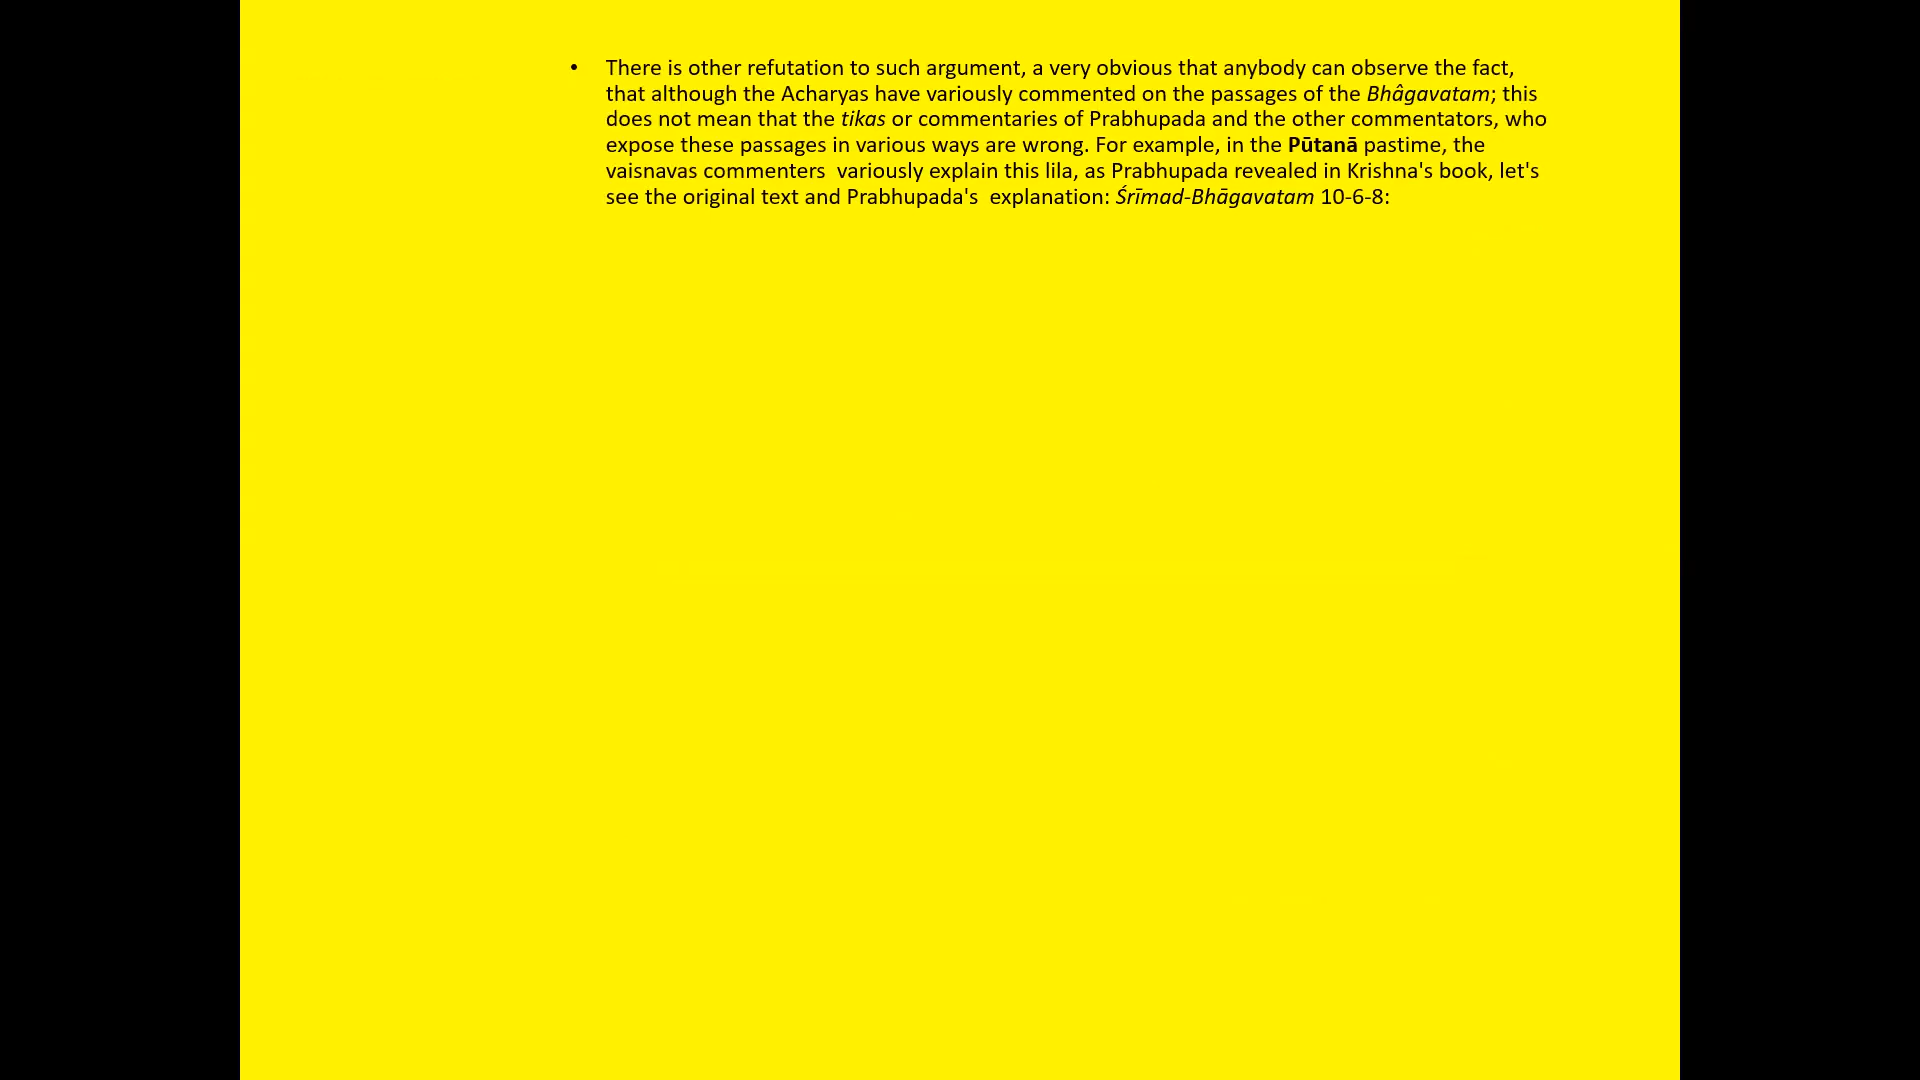 • There is other refutation to such argument, a very obvious that anybody can observe the fact,
that although the Acharyas have variously commented on the passages of the Bhâgavatam; this
does not mean that the tikas or commentaries of Prabhupada and the other commentators, who
expose these passages in various ways are wrong. For example, in the Pūtanā pastime, the
vaisnavas commenters  variously explain this lila, as Prabhupada revealed in Krishna's book, let's
see the original text and Prabhupada's  explanation: Śrīmad-Bhāgavatam 10-6-8: